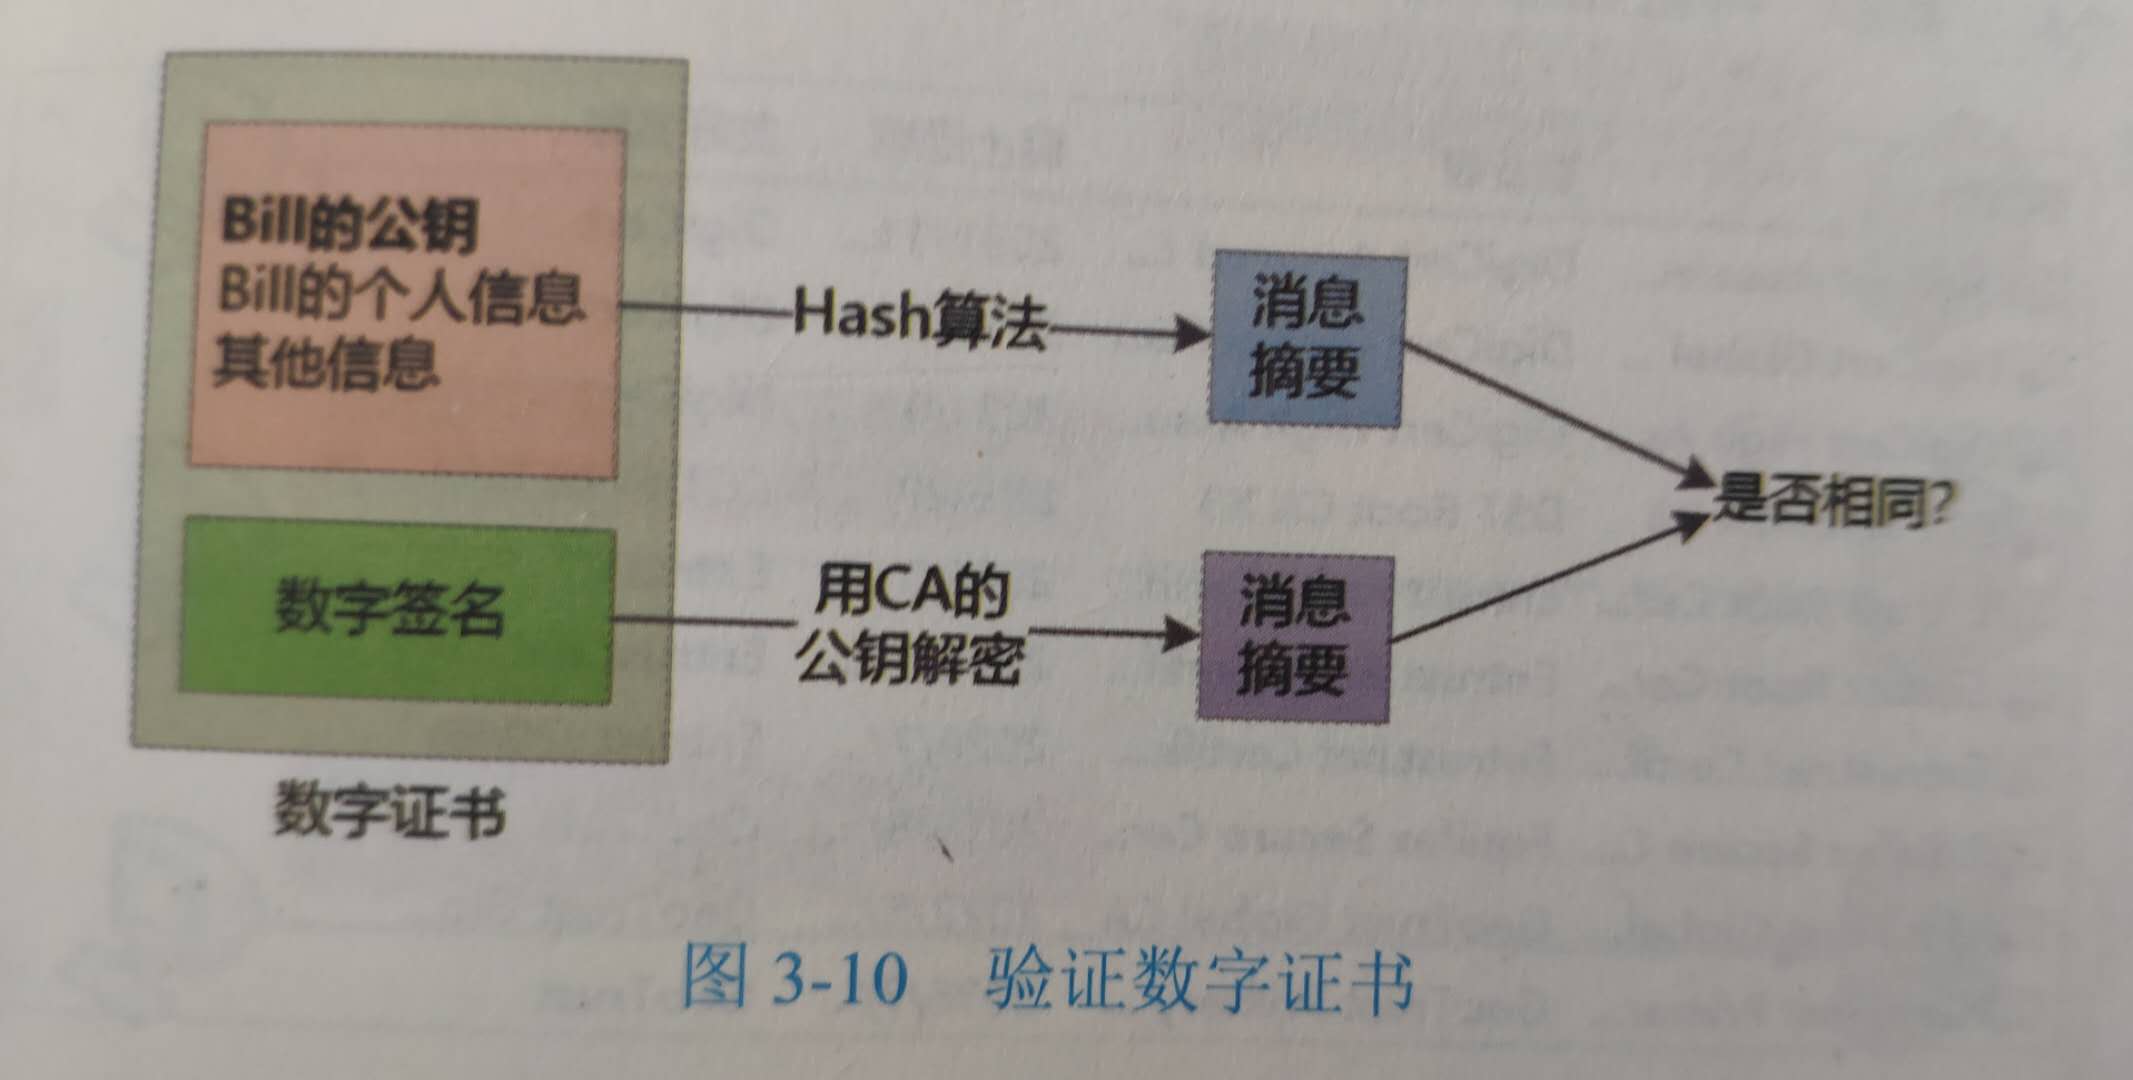 Bill的公钥
Bill的个人信息
其他信息
Hash算法
消息
摘要
是否相同?
数字签名
用CA的
公钥解密
消息
摘要
数字证书
图 3-10 验证数字证书